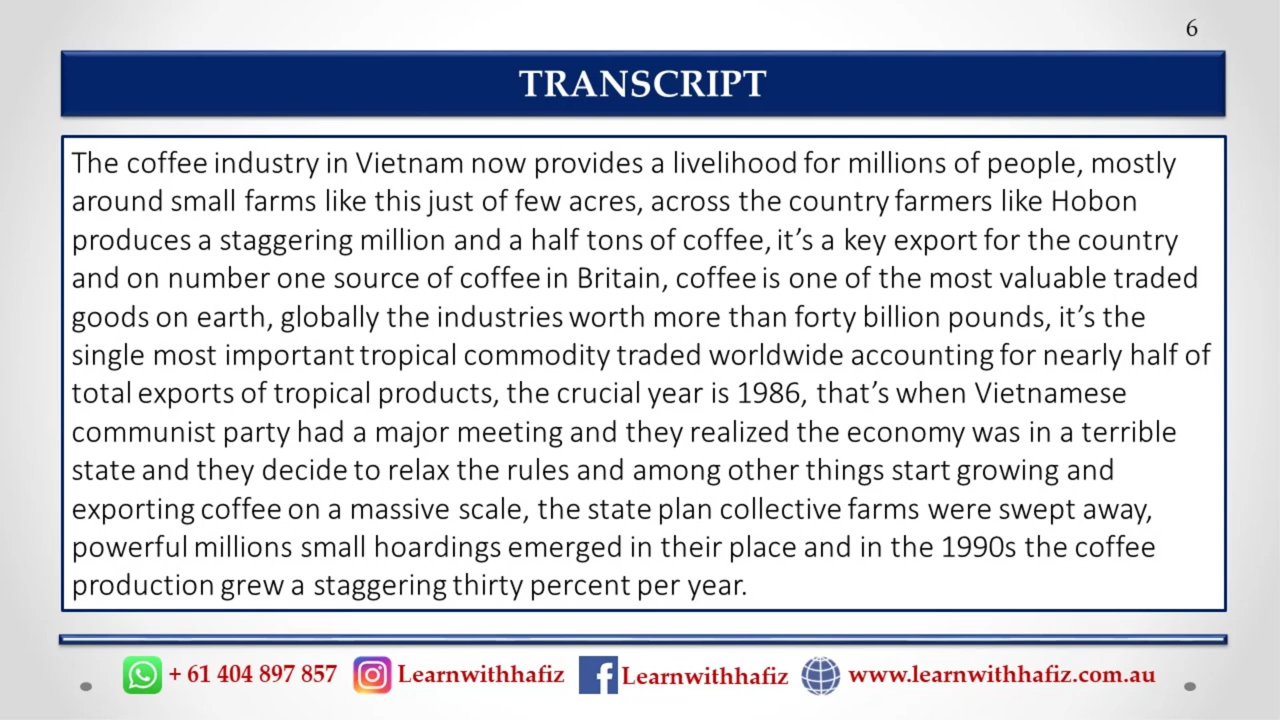 6
TRANSCRIPT
The coffee industry in Vietnam now provides a livelihood for millions of people, mostly
around small farms like this just of few acres, across the country farmers like Hobon
produces a staggering million and a half tons of coffee, it’s a key export for the country
and on number one source of coffee in Britain, coffee is one of the most valuable traded
goods on earth, globally the industries worth more than forty billion pounds, it’s the
single most important tropical commodity traded worldwide accounting for nearly half of
total exports of tropical products, the crucial year is 1986, that’s when Vietnamese
communist party had a major meeting and they realized the economy was in a terrible
state and they decide to relax the rules and among other things start growing and
exporting coffee on a massive scale, the state plan collective farms were swept away,
powerful millions small hoardings emerged in their place and in the 1990s the coffee
production grew a staggering thirty percent per year.
+ 61 404 897 857 Learnwithhafiz Learnwithhafiz www.learnwithhafiz.com.au